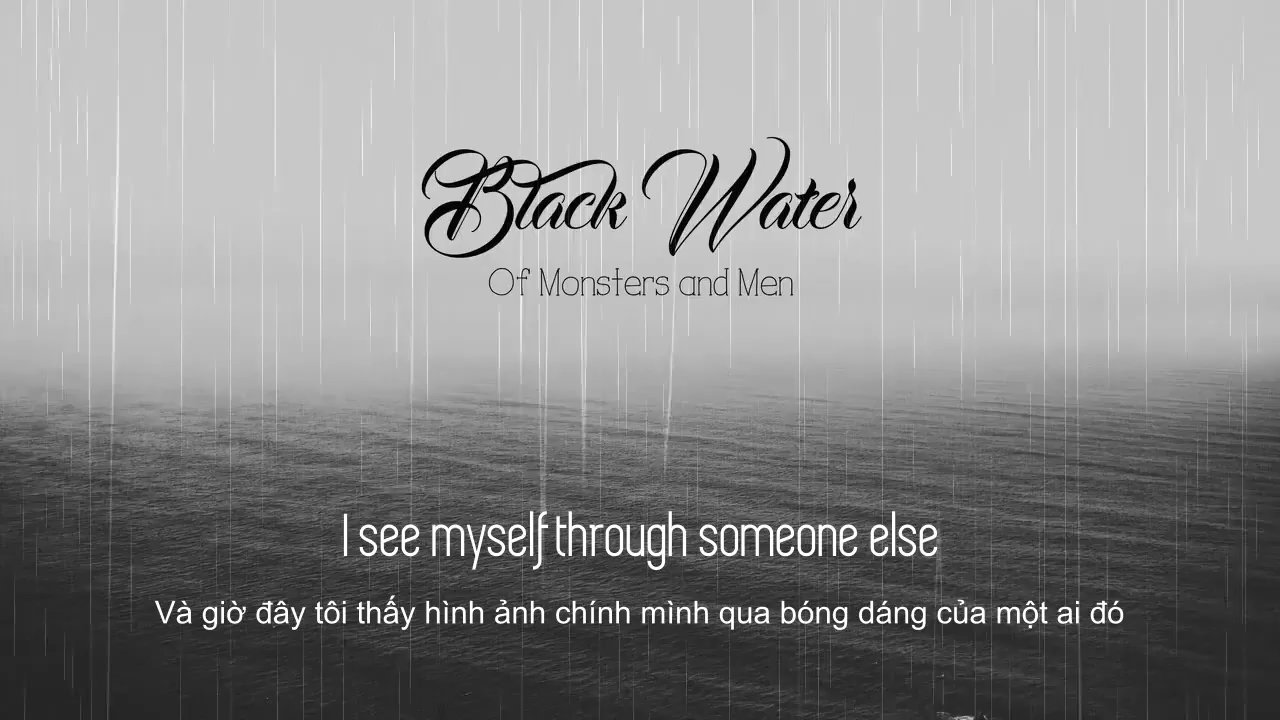 Black Water
Of Monsters and Men
I see myself through someone else
Và giờ đây tôi thấy hình ảnh chính mình qua bóng dáng của một ai đó